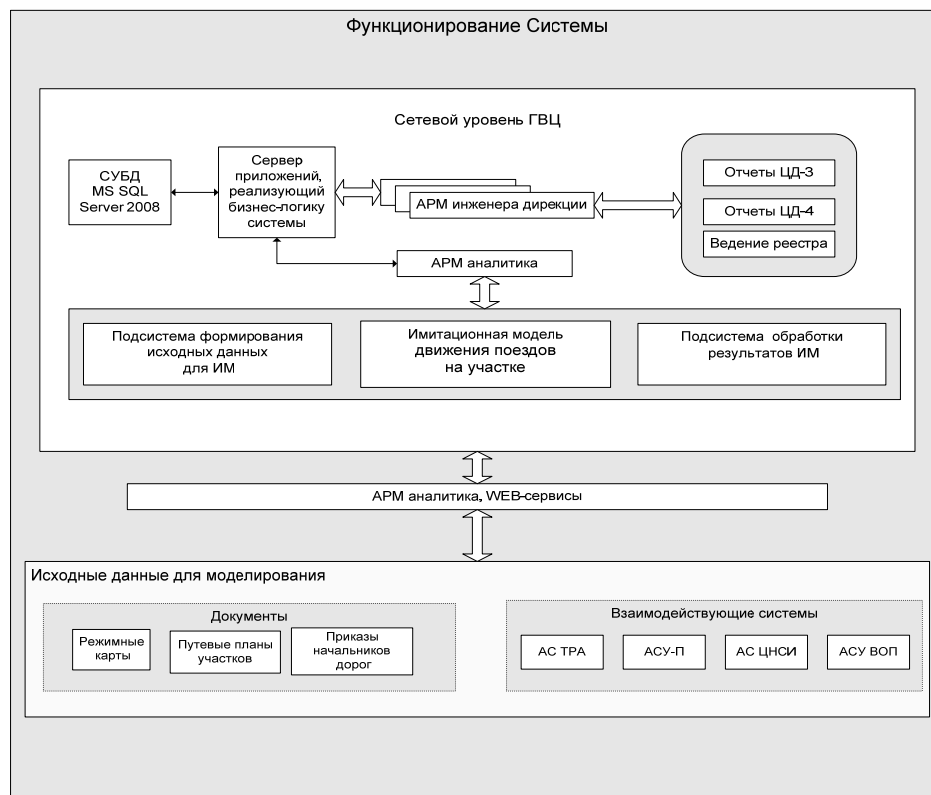 Функционирование Системы
Сетевой уровень ГВЦ
СУБД
MS SQL
Server 2008
Сервер
приложений,
реализующий
бизнес-логику
системы
АРМ инженера дирекции
Отчеты ЦД-3
Отчеты ЦД-4
Ведение реестра
АРМ аналитика
Подсистема формирования
исходных данных
для ИМ
Имитационная модель
движения поездов
на участке
Подсистема обработки
результатов ИМ
АРМ аналитика, WEB-сервисы
Исходные данные для моделирования
Документы
Режимные
карты
Путевые планы
участков
Приказы
начальников
дорог
Взаимодействующие системы
АС ТРА
АСУ-П
АС ЦНСИ
АСУ ВОП